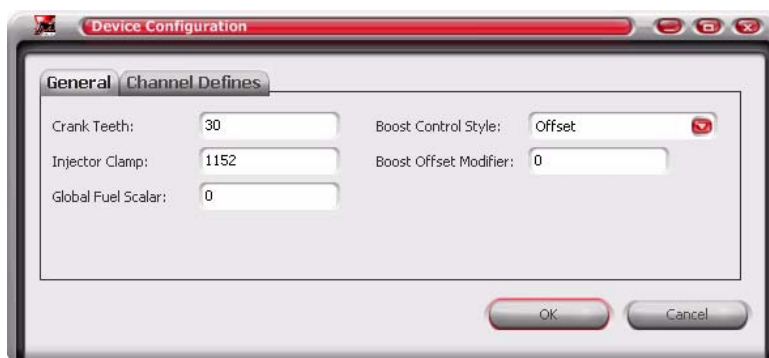 Device Configuration
General Channel Defines
Crank Teeth: 30 Boost Control Style: Offset
Injector Clamp: 1152 Boost Offset Modifier: 0
Global Fuel Scalar: 0
OK Cancel